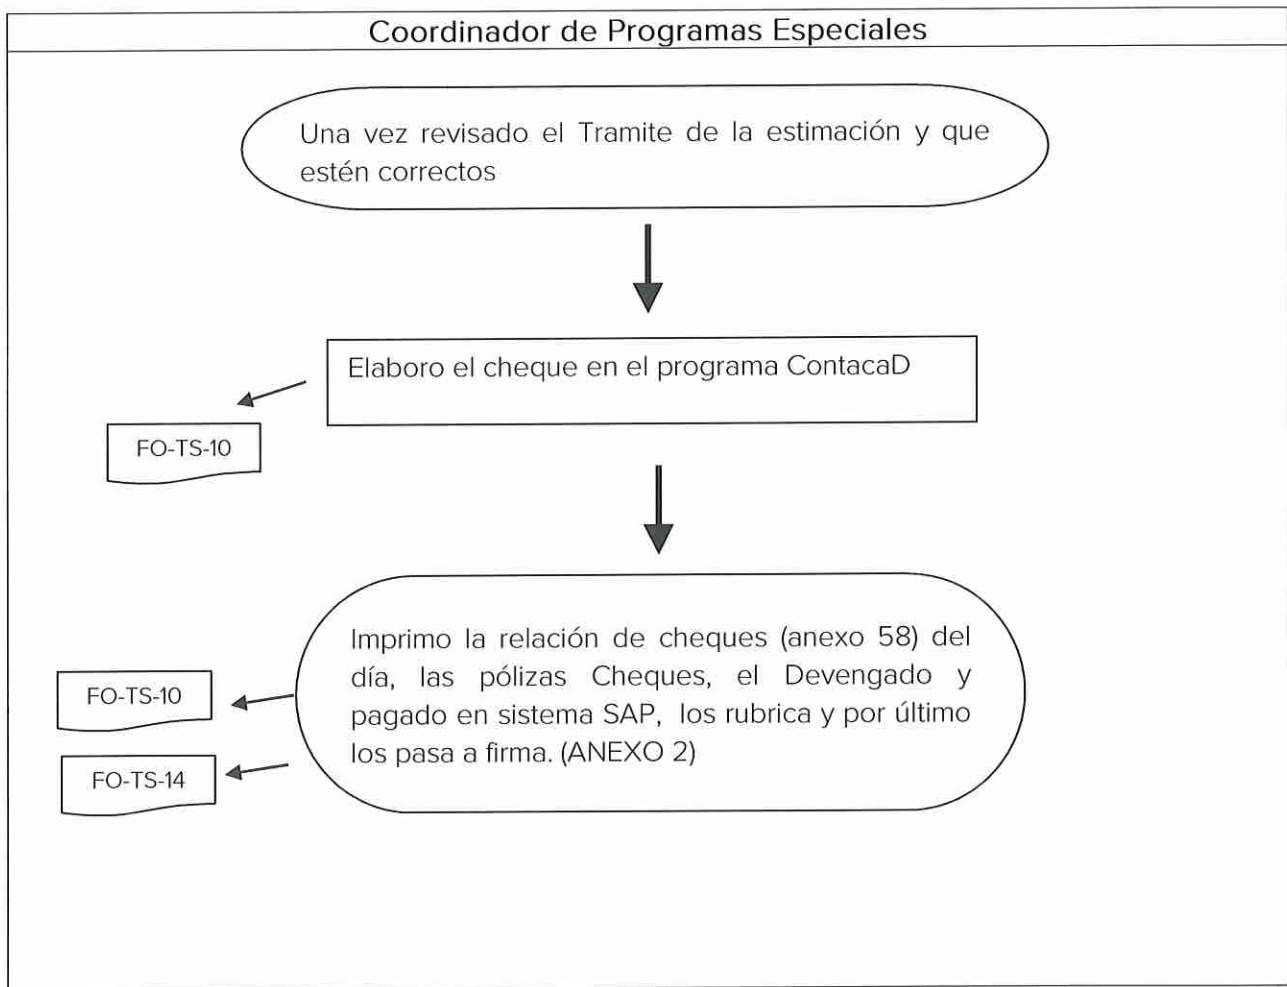 Coordinador de Programas Especiales
Una vez revisado el Tramite de la estimación y que
estén correctos
Elaboro el cheque en el programa ContacaD
FO-TS-10
Imprimo la relación de cheques (anexo 58) del
día, las pólizas Cheques, el Devengado y
pagado en sistema SAP, los rubrica y por último
los pasa a firma. (ANEXO 2)
FO-TS-10
FO-TS-14